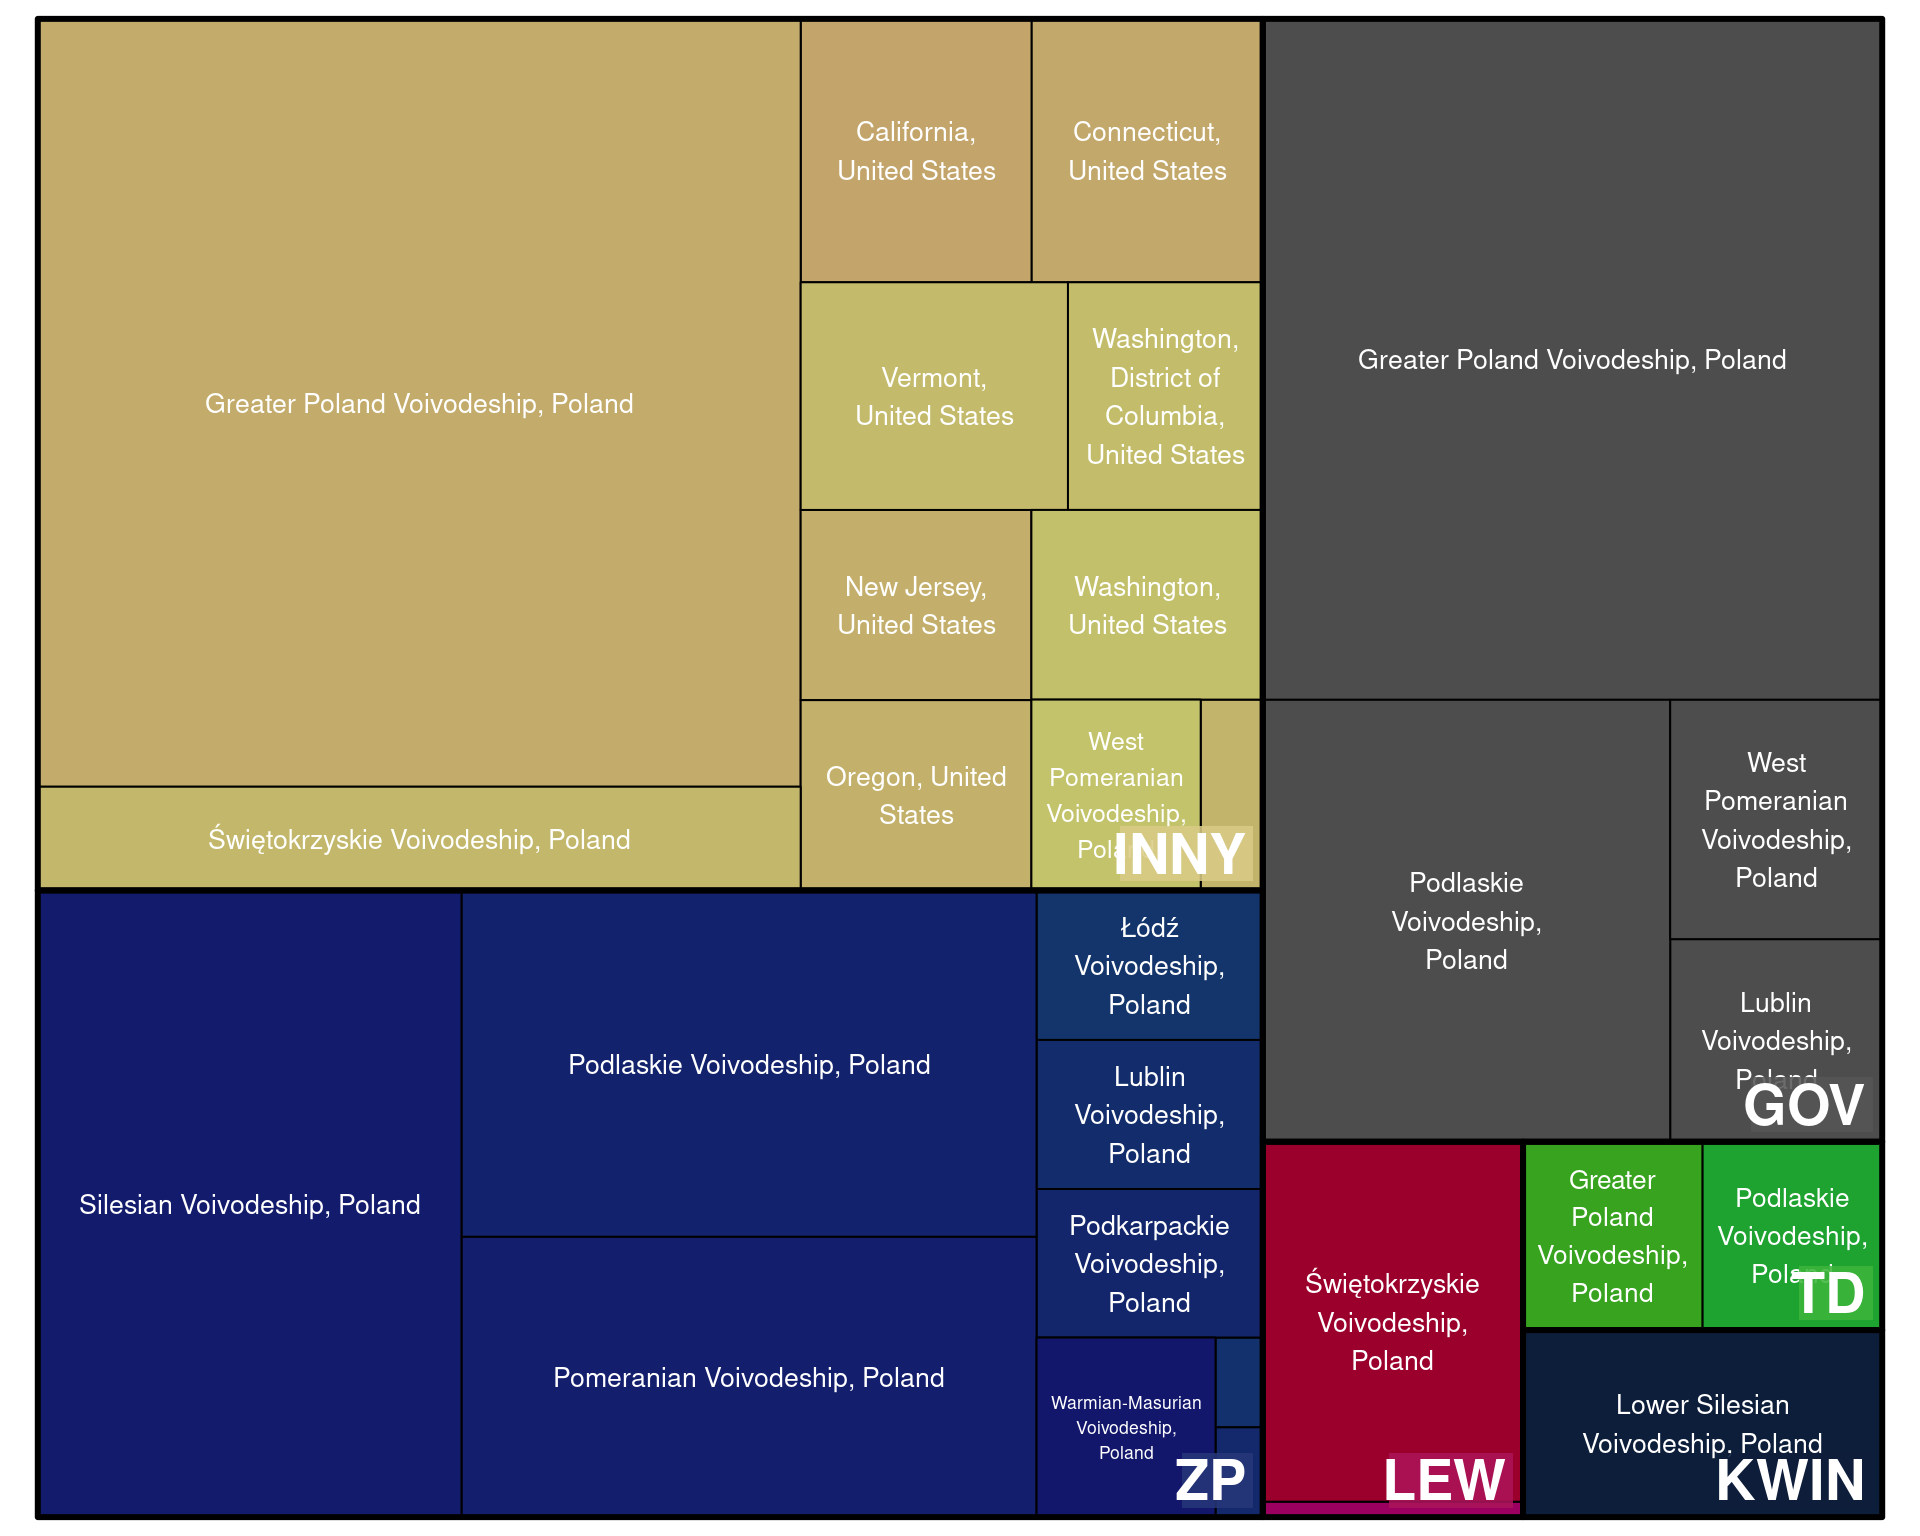 Greater Poland Voivodeship, Poland
Świętokrzyskie Voivodeship, Poland
California,
United States
Connecticut,
United States
Vermont,
United States
Washington,
District of
Columbia,
United States
New Jersey,
United States
Washington,
United States
Oregon, United
States
West
Pomeranian
Voivodeship,
Poland
INNY
Greater Poland Voivodeship, Poland
Podlaskie
Voivodeship,
Poland
West
Pomeranian
Voivodeship,
Poland
Lublin
Voivodeship,
Poland
GOV
Silesian Voivodeship, Poland
Podlaskie Voivodeship, Poland
Pomeranian Voivodeship, Poland
Łódź
Voivodeship,
Poland
Lublin
Voivodeship,
Poland
Podkarpackie
Voivodeship,
Poland
Warmian-Masurian
Voivodeship,
Poland
ZP
Świętokrzyskie
Voivodeship,
Poland
LEW
Greater
Poland
Voivodeship,
Poland
Podlaskie
Voivodeship,
Poland
TD
Lower Silesian
Voivodeship, Poland
KWIN